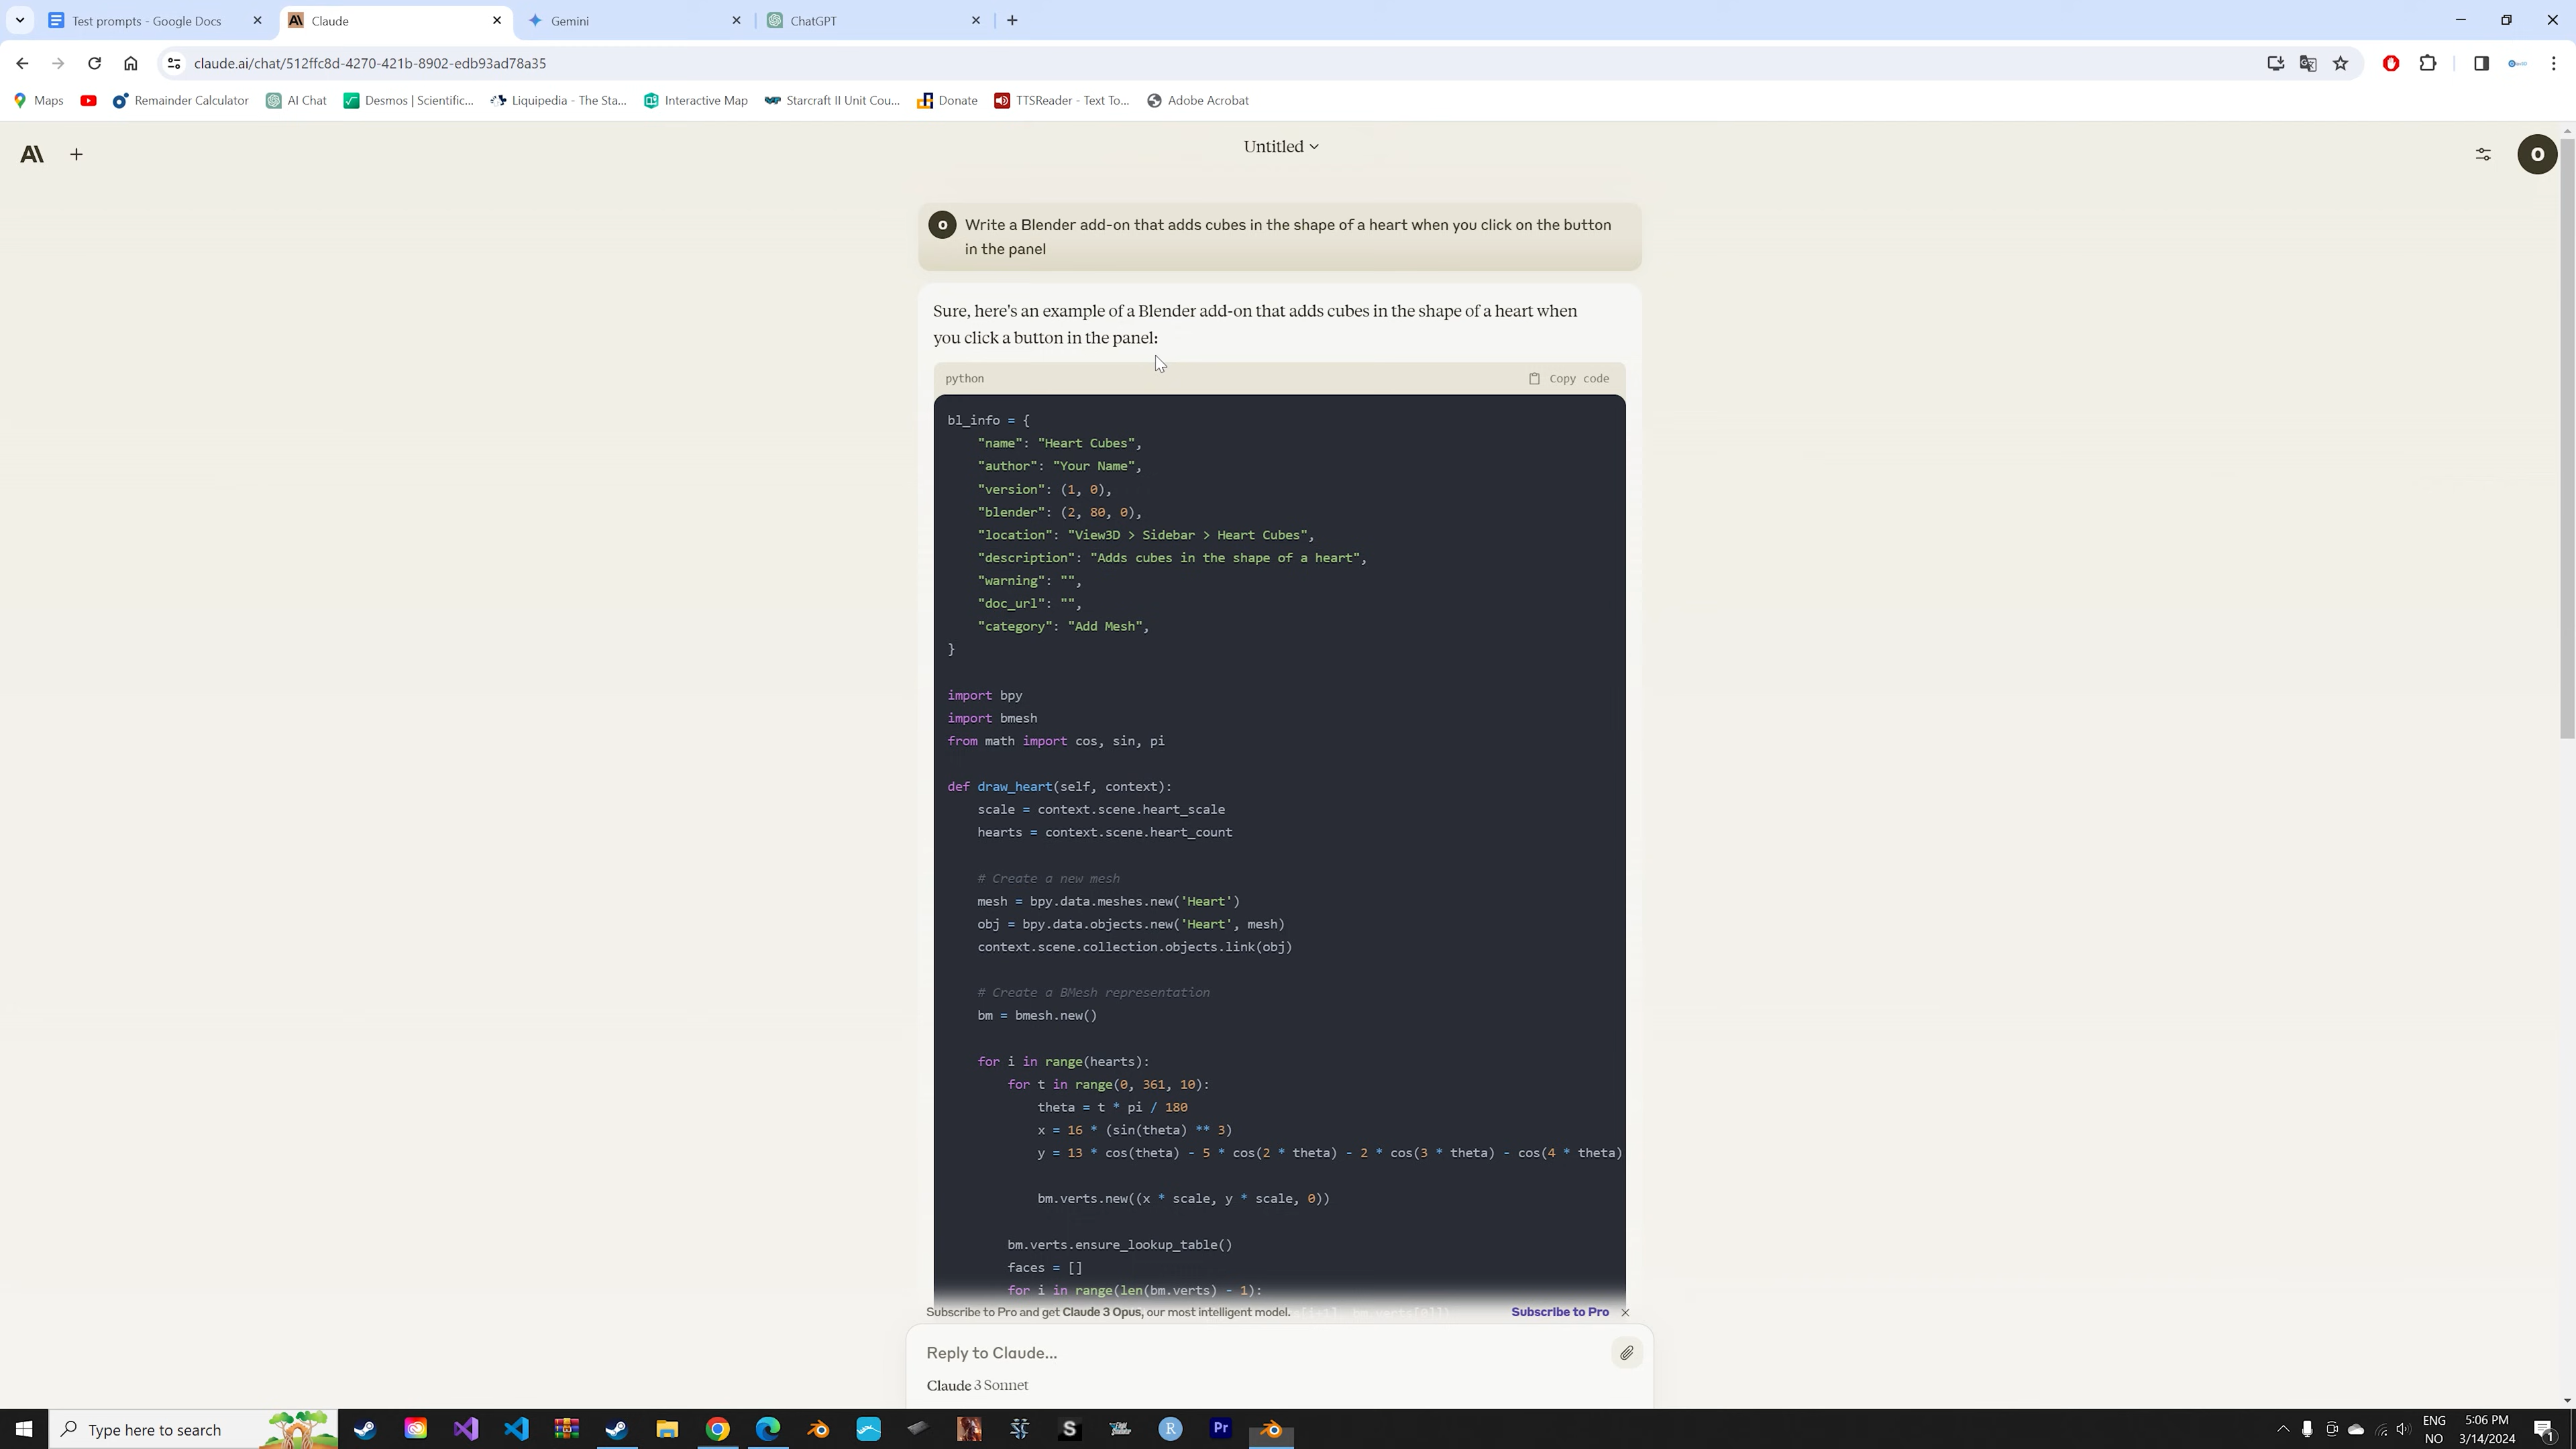 Test prompts - Google Docs
Claude
Gemini
ChatGPT
claude.ai/chat/512ffc8d-4270-421b-8902-edb93ad78a35
Maps
Remainder Calculator
AI Chat
Desmos | Scientific...
Liquipedia - The Sta...
Interactive Map
Starcraft II Unit Cou...
Donate
TTSReader - Text To...
Adobe Acrobat
Untitled
O
O
Write a Blender add-on that adds cubes in the shape of a heart when you click on the button
in the panel
Sure, here's an example of a Blender add-on that adds cubes in the shape of a heart when
you click a button in the panel:
python
Copy code
bl_info = {
"name": "Heart Cubes",
"author": "Your Name",
"version": (1, 0),
"blender": (2, 80, 0),
"location": "View3D > Sidebar > Heart Cubes",
"description": "Adds cubes in the shape of a heart",
"warning": "",
"doc_url": "",
"category": "Add Mesh",
}
import bpy
import bmesh
from math import cos, sin, pi
def draw_heart(self, context):
scale = context.scene.heart_scale
hearts = context.scene.heart_count
# Create a new mesh
mesh = bpy.data.meshes.new('Heart')
obj = bpy.data.objects.new('Heart', mesh)
context.scene.collection.objects.link(obj)
# Create a BMesh representation
bm = bmesh.new()
for i in range(hearts):
for t in range(0, 361, 10):
theta = t * pi / 180
x = 16 * (sin(theta) ** 3)
y = 13 * cos(theta) - 5 * cos(2 * theta) - 2 * cos(3 * theta) - cos(4 * theta)
bm.verts.new((x * scale, y * scale, 0))
bm.verts.ensure_lookup_table()
faces = []
for i in range(len(bm.verts) - 1):
Subscribe to Pro and get Claude 3 Opus, our most intelligent model.
Subscribe to Pro
Reply to Claude...
Claude 3 Sonnet
Type here to search
S
R
Pr
ENG
NO
5:06 PM
3/14/2024
1